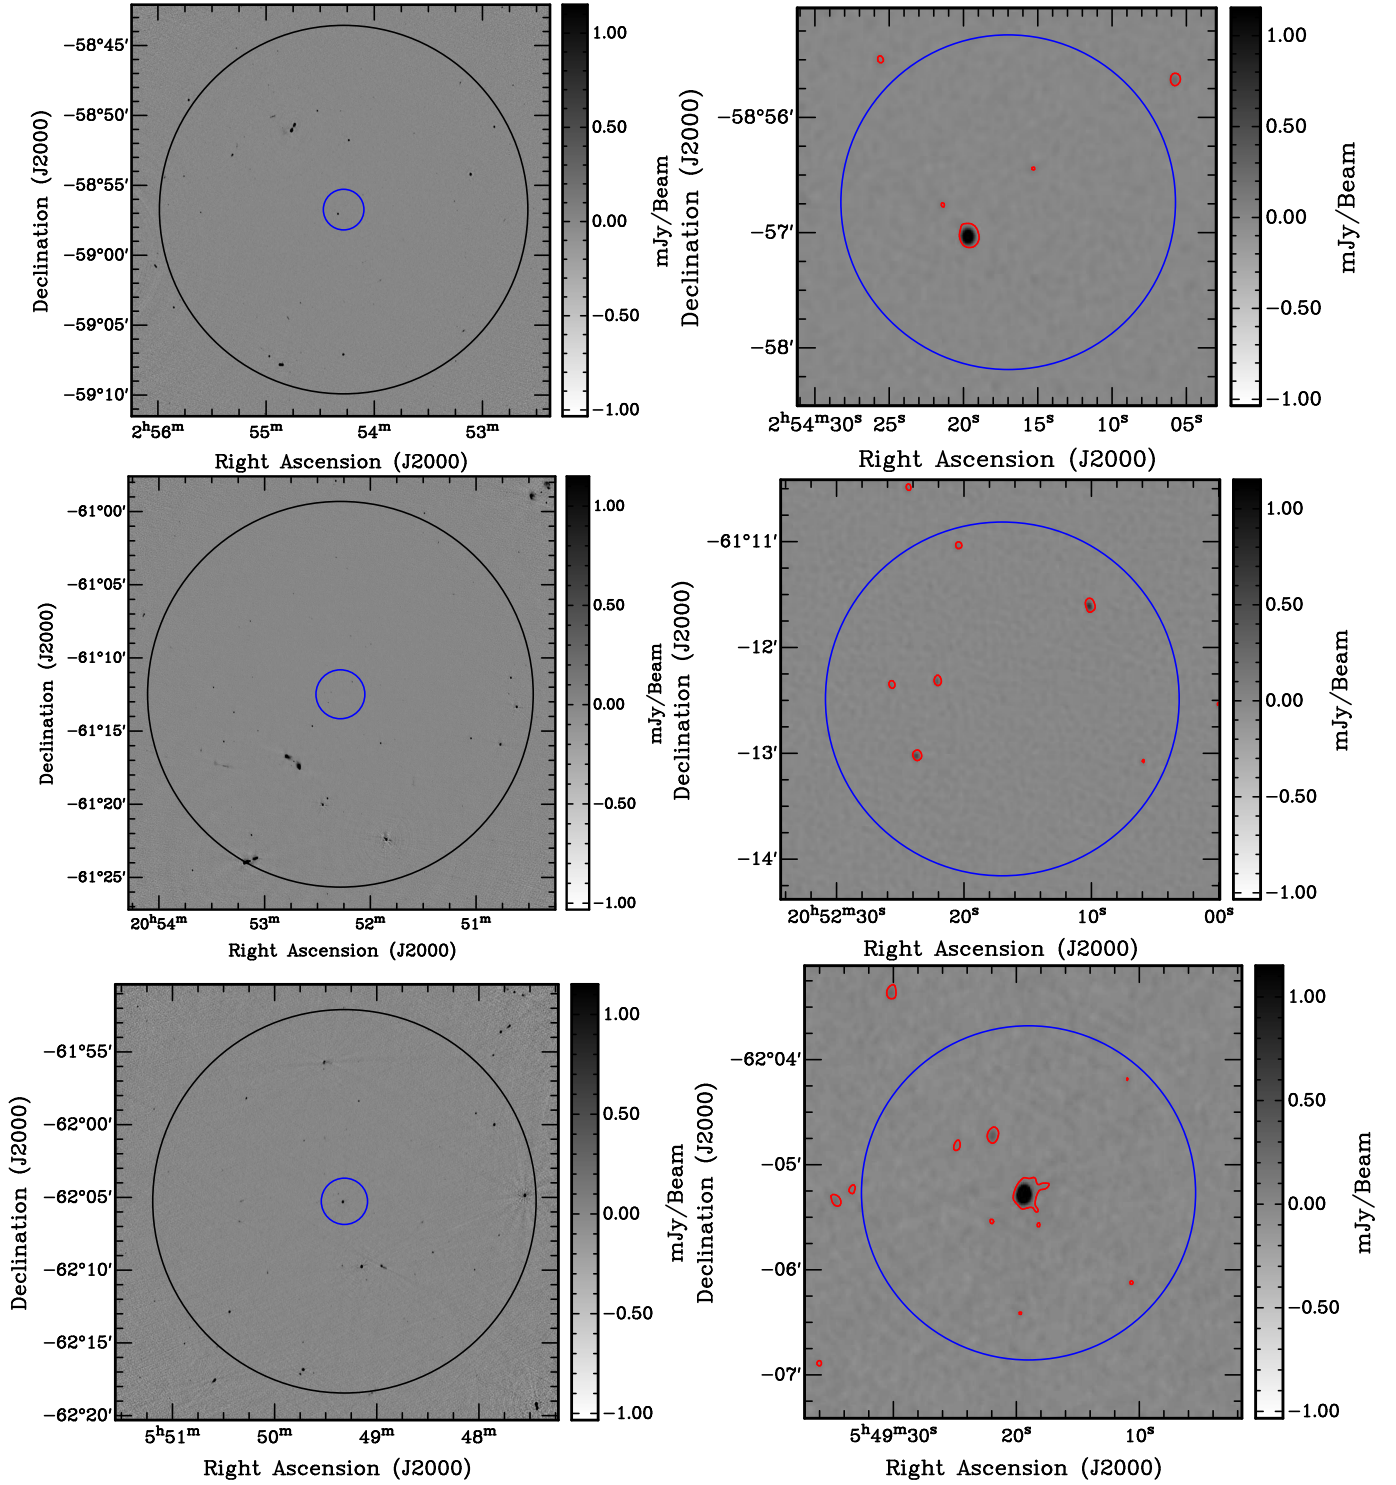 −58°45′
−58°50′
−58°55′
−59°00′
−59°05′
−59°10′
Declination (J2000)
2ʰ56ᵐ 55ᵐ 54ᵐ 53ᵐ
Right Ascension (J2000)
1.00
0.50
0.00
−0.50
−1.00
mJy/Beam
−58°56′
−57′
−58′
Declination (J2000)
2ʰ54ᵐ30ˢ 25ˢ 20ˢ 15ˢ 10ˢ 05ˢ
Right Ascension (J2000)
1.00
0.50
0.00
−0.50
−1.00
mJy/Beam
−61°00′
−61°05′
−61°10′
−61°15′
−61°20′
−61°25′
Declination (J2000)
20ʰ54ᵐ 53ᵐ 52ᵐ 51ᵐ
Right Ascension (J2000)
1.00
0.50
0.00
−0.50
−1.00
mJy/Beam
−61°11′
−12′
−13′
−14′
Declination (J2000)
20ʰ52ᵐ30ˢ 20ˢ 10ˢ 00ˢ
Right Ascension (J2000)
1.00
0.50
0.00
−0.50
−1.00
mJy/Beam
−61°55′
−62°00′
−62°05′
−62°10′
−62°15′
−62°20′
Declination (J2000)
5ʰ51ᵐ 50ᵐ 49ᵐ 48ᵐ
Right Ascension (J2000)
1.00
0.50
0.00
−0.50
−1.00
mJy/Beam
−62°04′
−05′
−06′
−07′
Declination (J2000)
5ʰ49ᵐ30ˢ 20ˢ 10ˢ
Right Ascension (J2000)
1.00
0.50
0.00
−0.50
−1.00
mJy/Beam